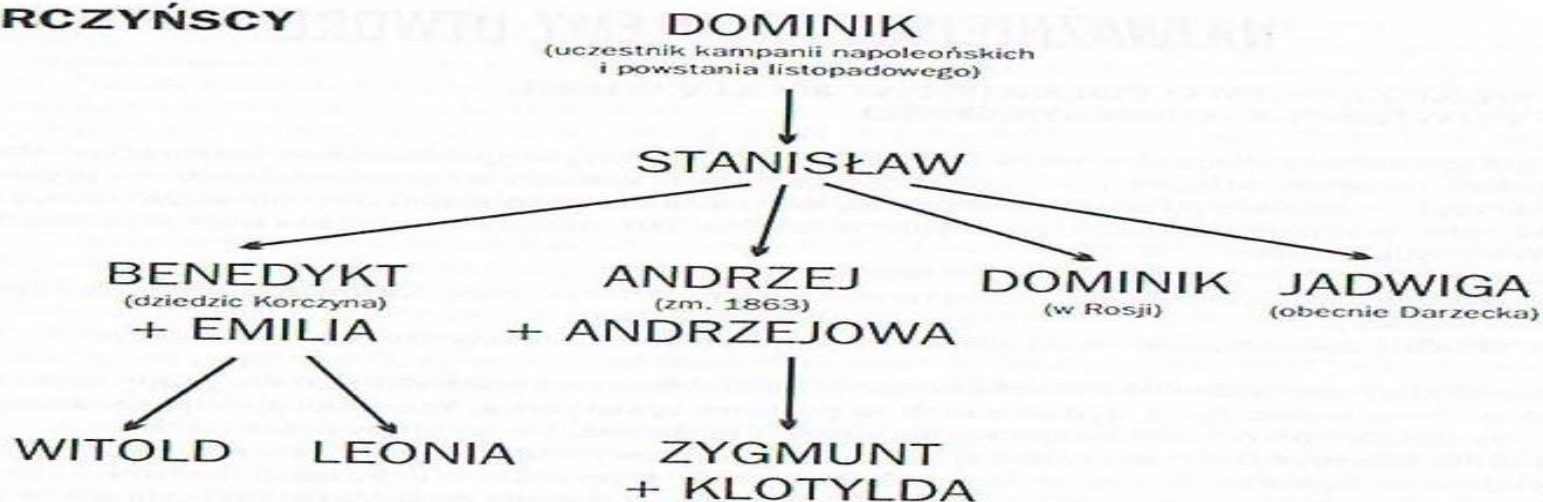 RCZYŃSCY
DOMINIK
(uczestnik kampanii napoleońskich
i powstania listopadowego)
STANISŁAW
BENEDYKT
(dziedzic Korczyna)
+ EMILIA
ANDRZEJ
(zm. 1863)
+ ANDRZEJOWA
DOMINIK
(w Rosji)
JADWIGA
(obecnie Darzecka)
WITOLD
LEONIA
ZYGMUNT
+ KLOTYLDA